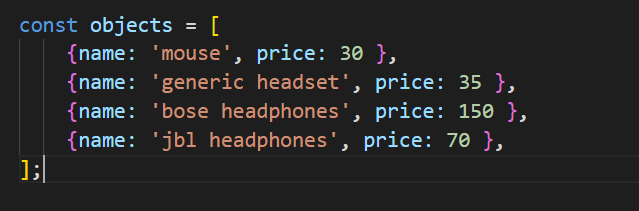 const objects = [
    {name: 'mouse', price: 30 },
    {name: 'generic headset', price: 35 },
    {name: 'bose headphones', price: 150 },
    {name: 'jbl headphones', price: 70 },
];